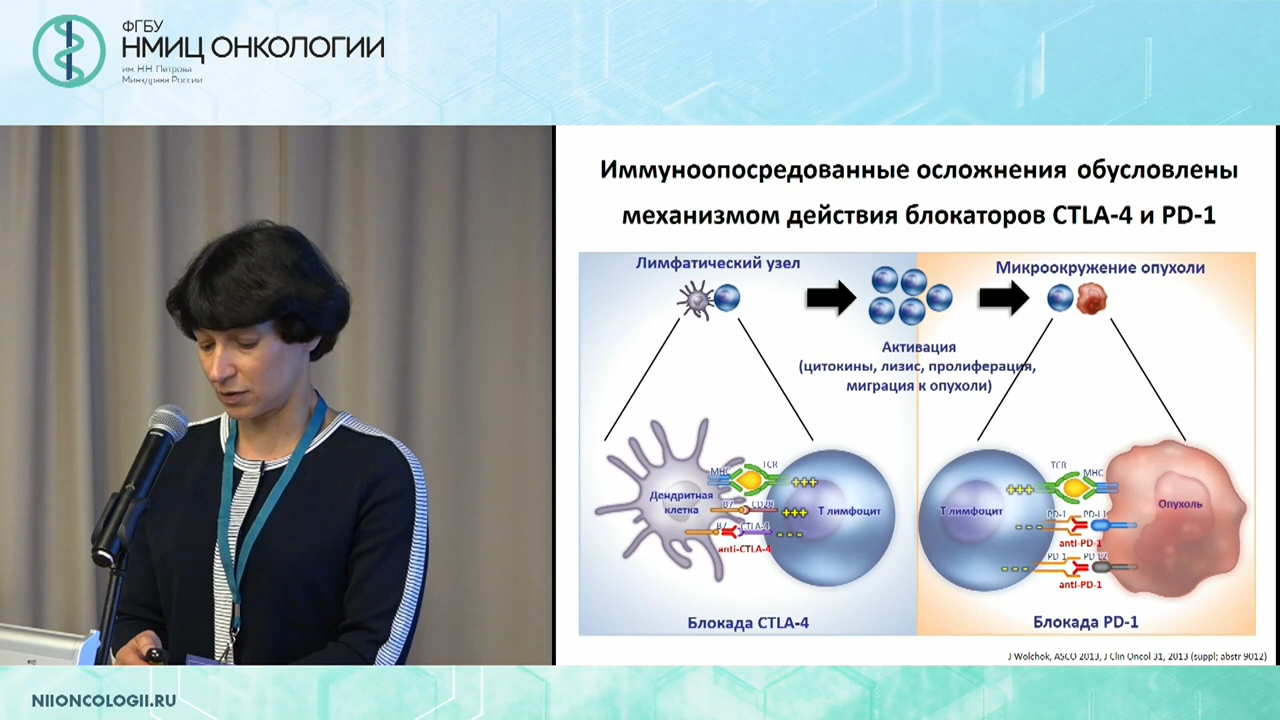 ФГБУ
НМИЦ ОНКОЛОГИИ
им. Н.Н. Петрова
Минздрава России
Иммуноопосредованные осложнения обусловлены
механизмом действия блокаторов CTLA-4 и PD-1
Лимфатический узел
Микроокружение опухоли
Активация
(цитокины, лизис, пролиферация,
миграция к опухоли)
MHC
TCR
+++
Дендритная
клетка
B7
CD28
+++
Т лимфоцит
B7
CTLA-4
- - -
anti-CTLA-4
TCR
MHC
+++
Т лимфоцит
Опухоль
PD-1
PD-L1
- - -
anti-PD-1
PD-1
PD-L2
- - -
anti-PD-1
Блокада CTLA-4
Блокада PD-1
J Wolchok, ASCO 2013, J Clin Oncol 31, 2013 (suppl; abstr 9012)
NIIONCOLOGII.RU